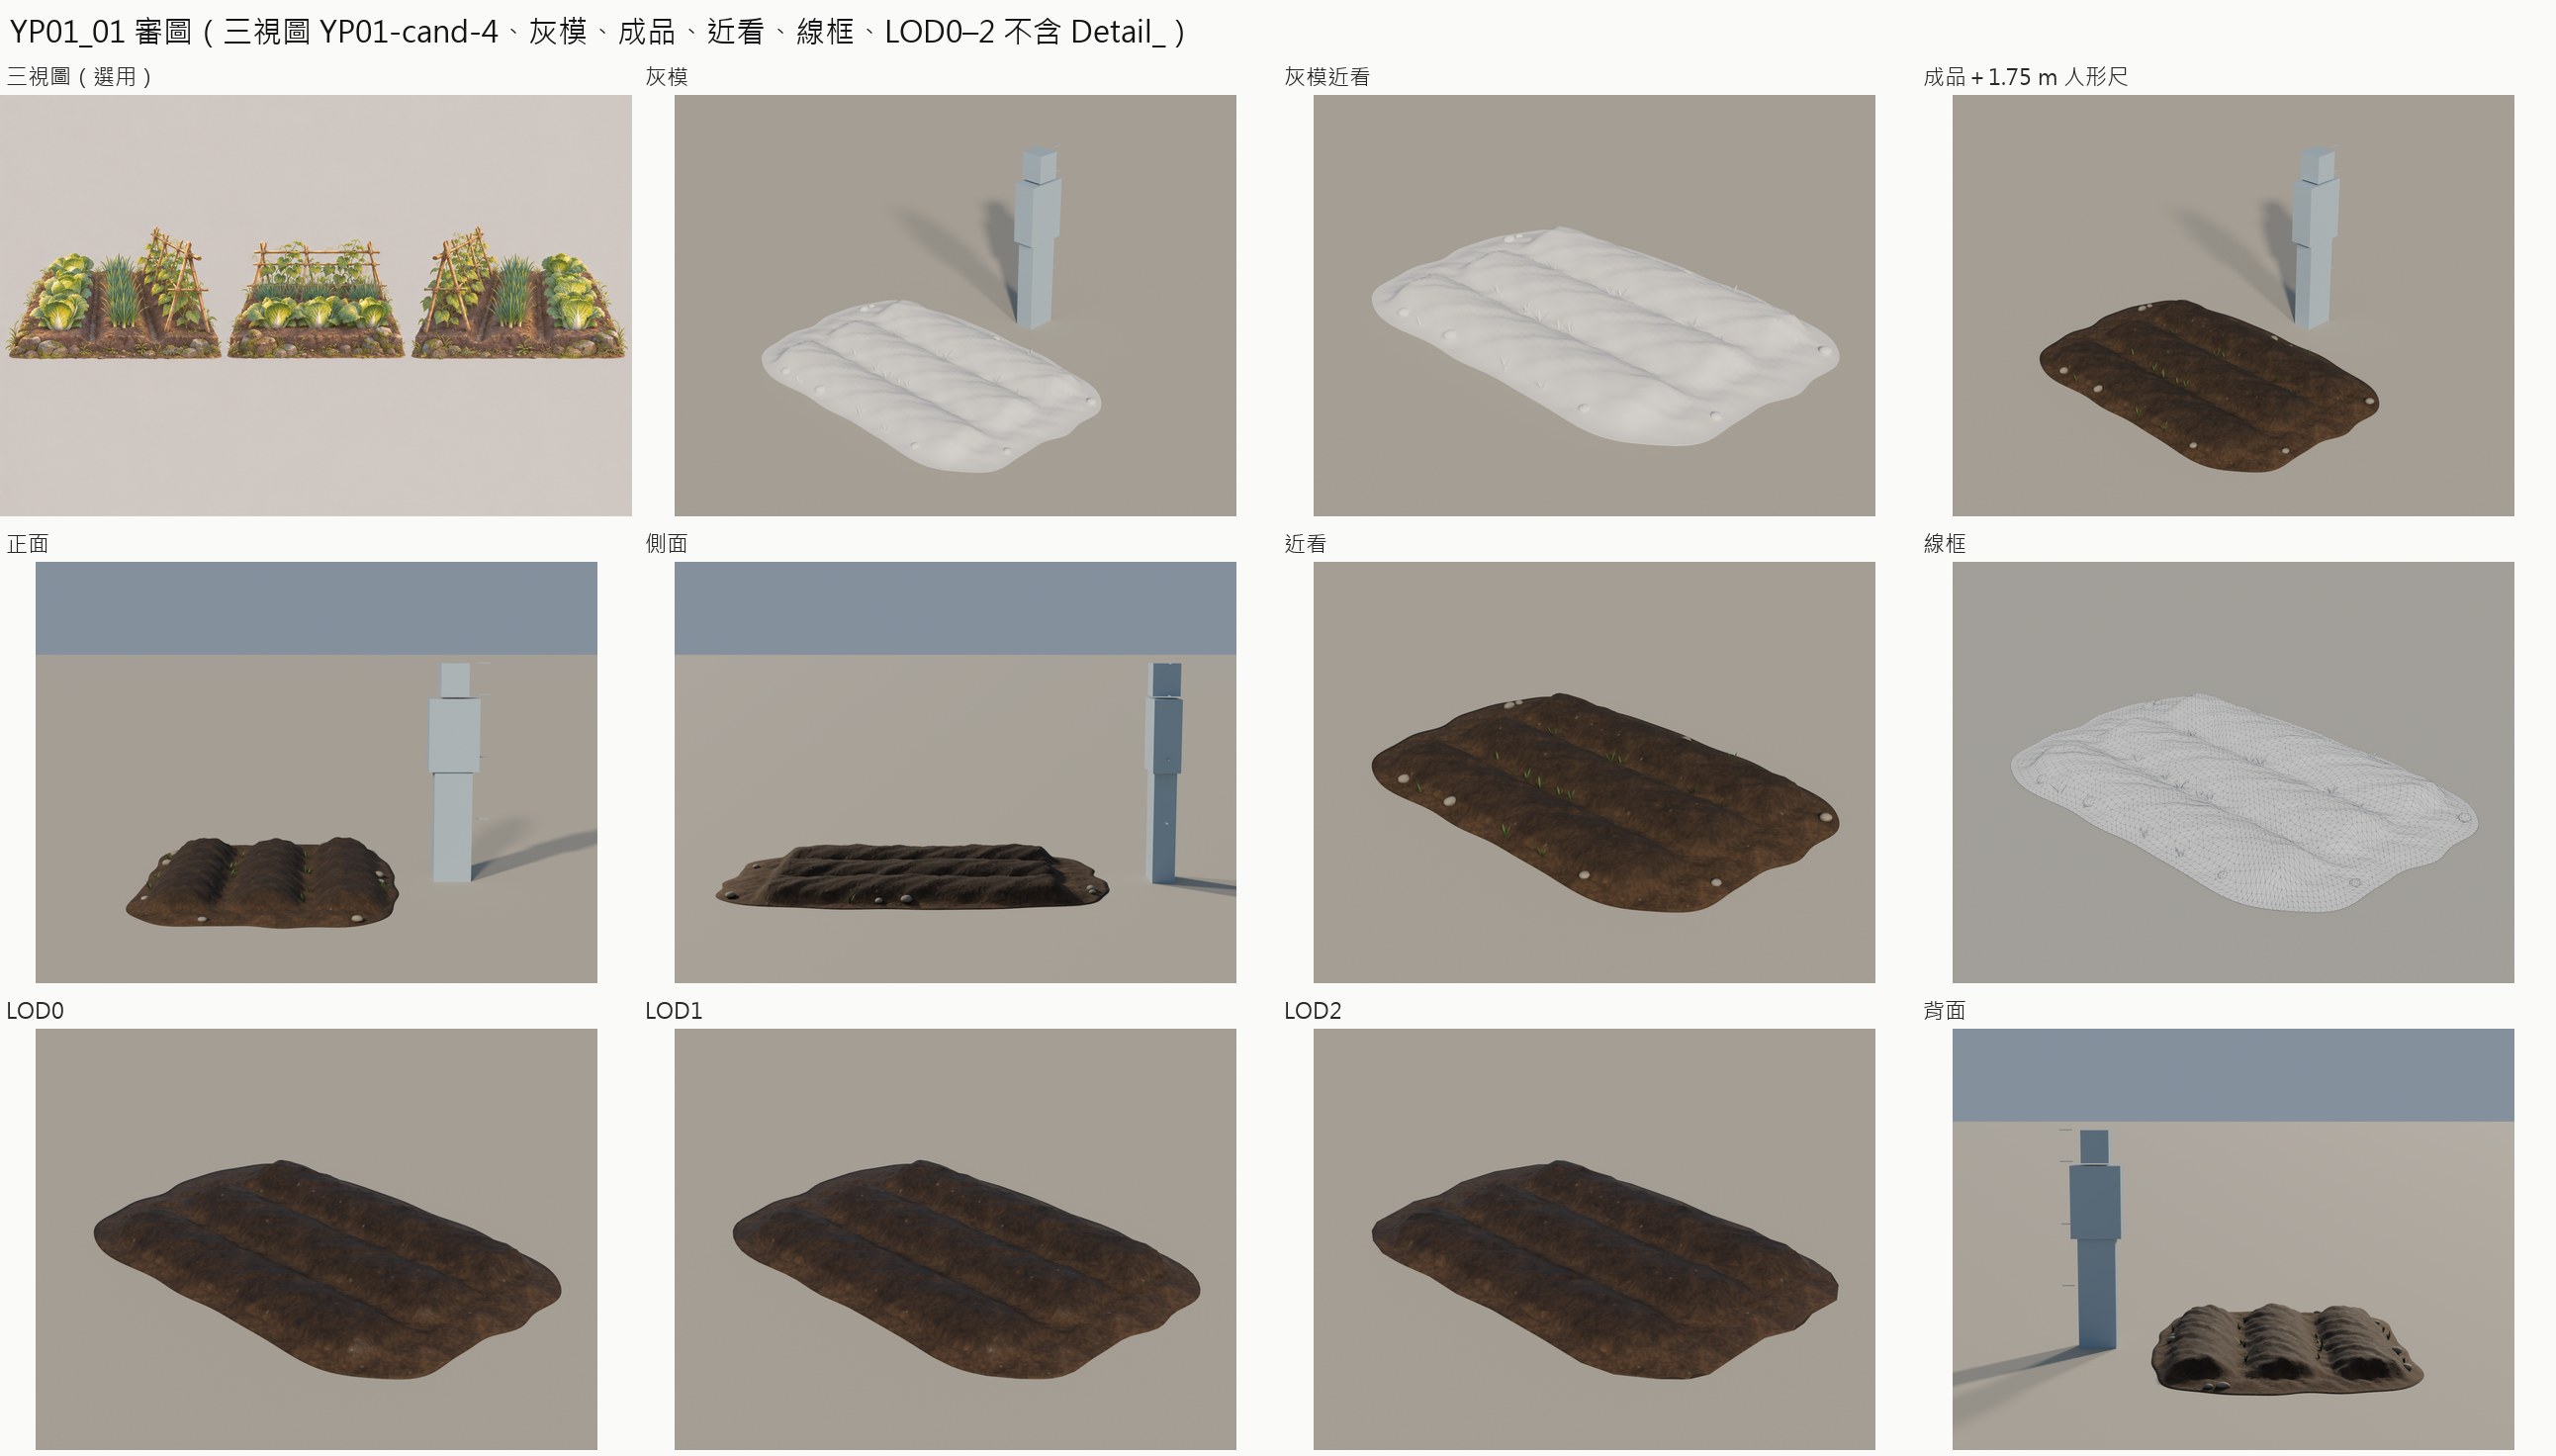 YP01_01 審圖（三視圖 YP01-cand-4、灰模、成品、近看、線框、LOD0–2 不含 Detail_）
三視圖（選用）
灰模
灰模近看
成品＋1.75 m 人形尺
正面
側面
近看
線框
LOD0
LOD1
LOD2
背面